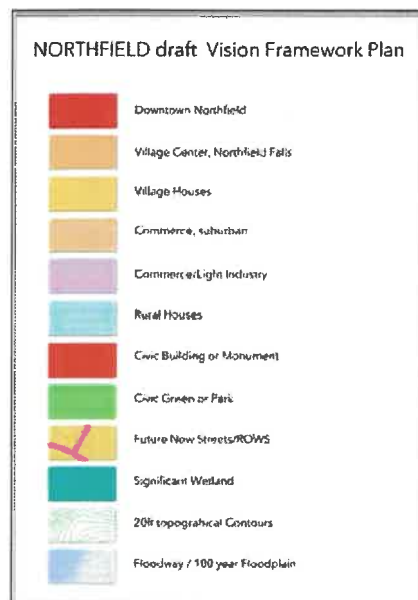 NORTHFIELD draft Vision Framework Plan
Downtown Northfield
Village Center, Northfield Falls
Village Houses
Commerce, suburban
Commerce/Light Industry
Rural Houses
Civic Building or Monument
Civic Green or Park
Future New Streets/ROWS
Significant Wetland
20ft topograhical Contours
Floodway / 100 year Floodplain